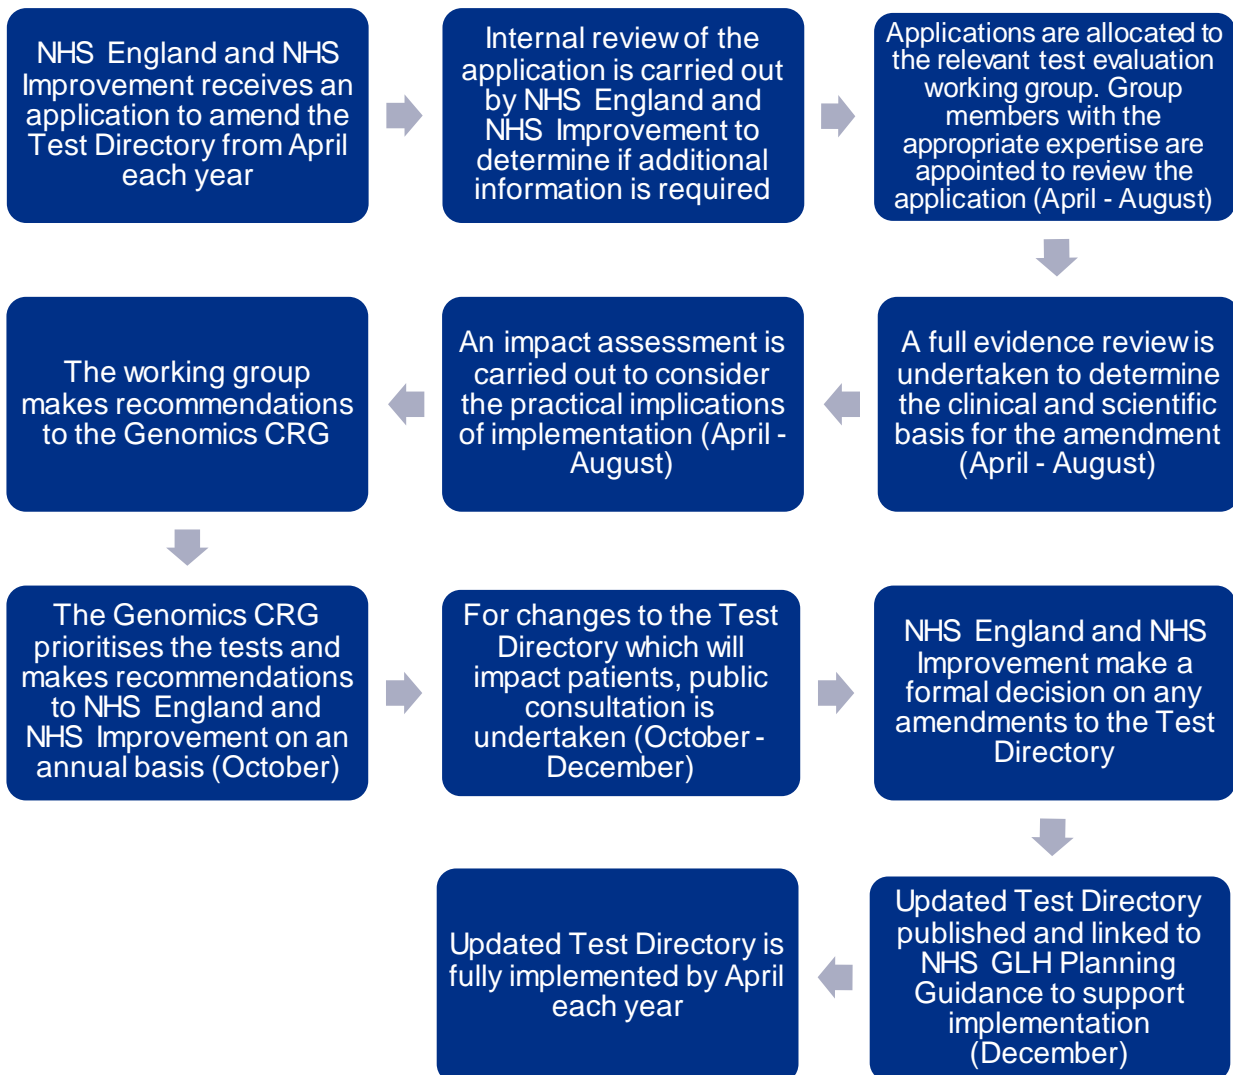 NHS England and NHS
Improvement receives an
application to amend the
Test Directory from April
each year
Internal review of the
application is carried out
by NHS England and
NHS Improvement to
determine if additional
information is required
Applications are allocated to
the relevant test evaluation
working group. Group
members with the
appropriate expertise are
appointed to review the
application (April - August)
A full evidence review is
undertaken to determine
the clinical and scientific
basis for the amendment
(April - August)
An impact assessment is
carried out to consider
the practical implications
of implementation (April -
August)
The working group
makes recommendations
to the Genomics CRG
The Genomics CRG
prioritises the tests and
makes recommendations
to NHS England and
NHS Improvement on an
annual basis (October)
For changes to the Test
Directory which will
impact patients, public
consultation is
undertaken (October -
December)
NHS England and NHS
Improvement make a
formal decision on any
amendments to the Test
Directory
Updated Test Directory
published and linked to
NHS GLH Planning
Guidance to support
implementation
(December)
Updated Test Directory is
fully implemented by April
each year